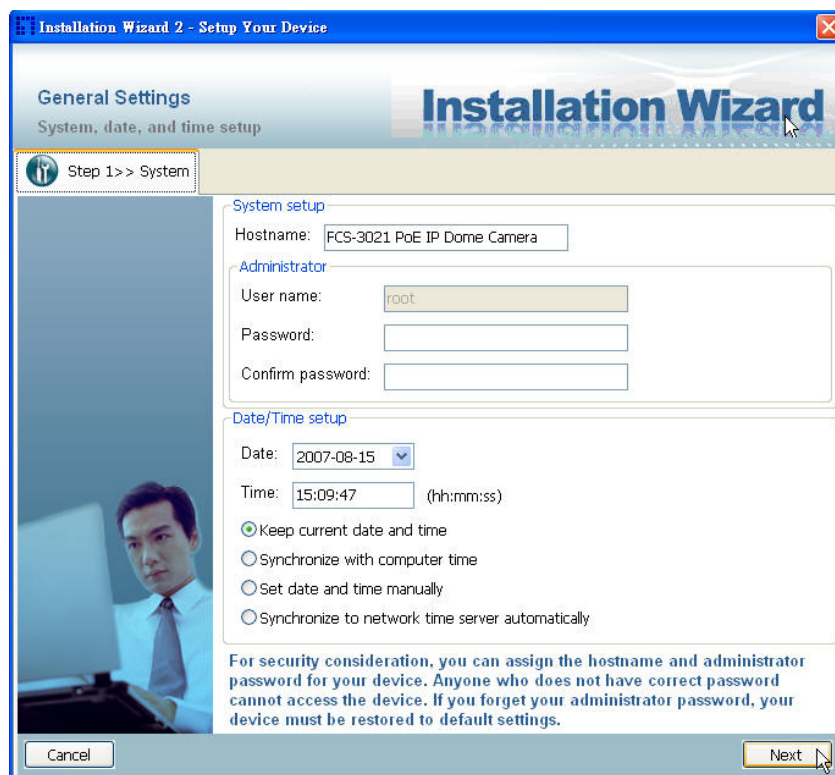 Installation Wizard 2 - Setup Your Device
General Settings
System, date, and time setup
Installation Wizard
Step 1>> System
System setup
Hostname: FCS-3021 PoE IP Dome Camera
Administrator
User name: root
Password:
Confirm password:
Date/Time setup
Date: 2007-08-15
Time: 15:09:47 (hh:mm:ss)
Keep current date and time
Synchronize with computer time
Set date and time manually
Synchronize to network time server automatically
For security consideration, you can assign the hostname and administrator
password for your device. Anyone who does not have correct password
cannot access the device. If you forget your administrator password, your
device must be restored to default settings.
Cancel
Next